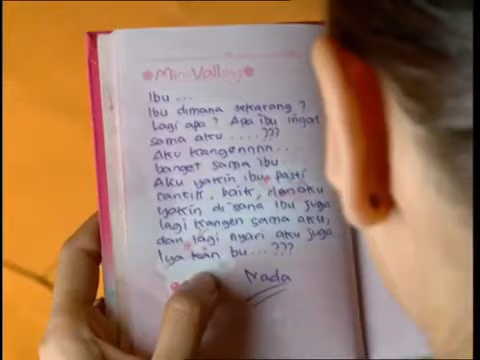 Mini Valley
Ibu ...
Ibu dimana sekarang ?
Lagi apa ? Apa ibu ingat
sama aku .... ???
Aku kangennnn ....
banget sama ibu
Aku yakin ibu pasti
cantik, baik, dan aku
yakin di sana Ibu juga
lagi kangen sama aku,
dan lagi nyari aku juga
Iya kan bu ... ???
Nada